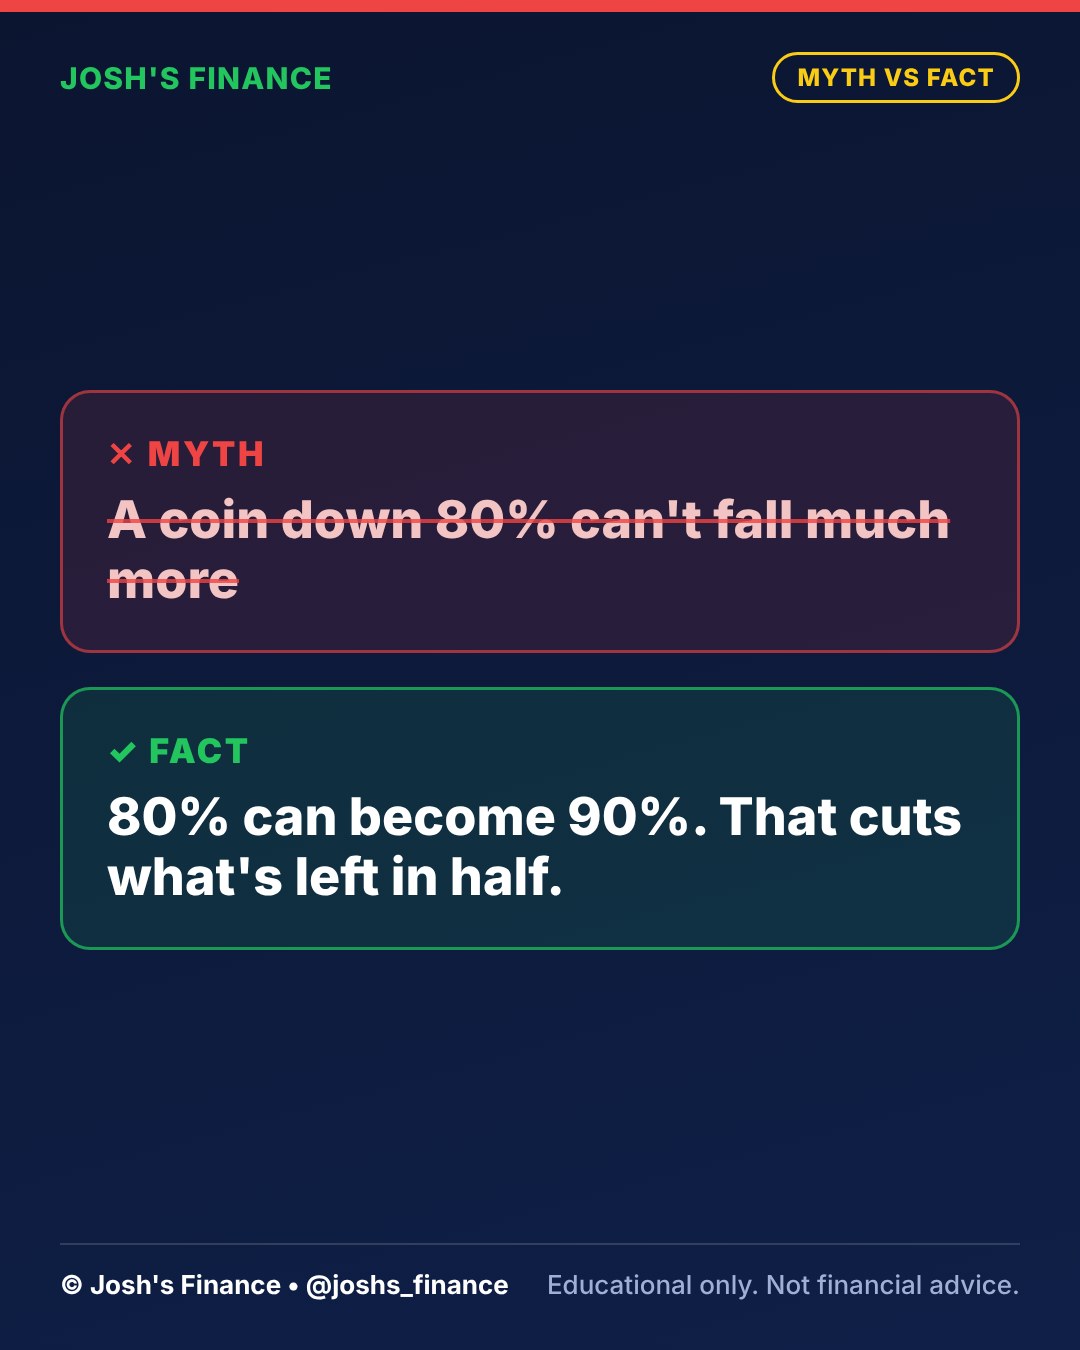 JOSH'S FINANCE
MYTH VS FACT
✕ MYTH
A coin down 80% can't fall much
more
✓ FACT
80% can become 90%. That cuts
what's left in half.
© Josh's Finance • @joshs_finance
Educational only. Not financial advice.